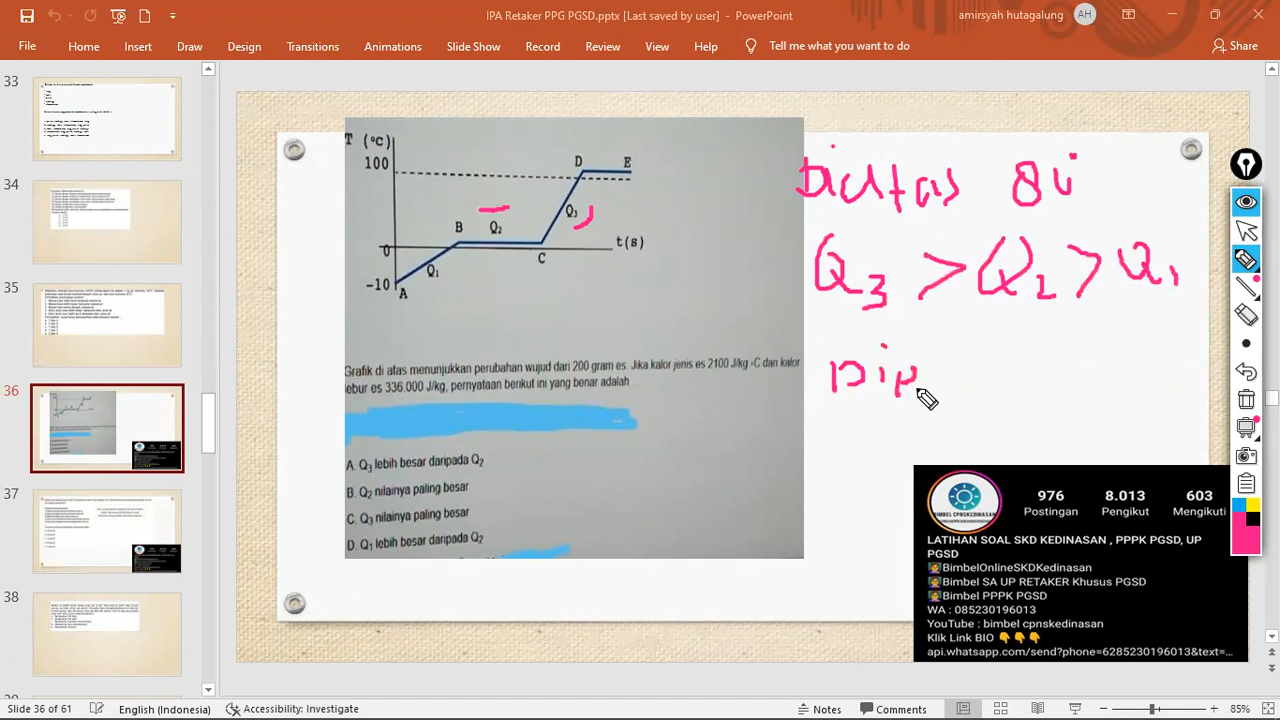 IPA Retaker PPG PGSD.pptx [Last saved by user] - PowerPoint
amirsyah hutagalung AH
File Home Insert Draw Design Transitions Animations Slide Show Record Review View Help Tell me what you want to do Share
33
34
35
36
37
38
T (°C)
100
0
-10
A
B
C
D
E
Q₁
Q₂
Q₃
t(s)
Grafik di atas menunjukkan perubahan wujud dari 200 gram es. Jika kalor jenis es 2100 J/kg °C dan kalor
lebur es 336.000 J/kg, pernyataan berikut ini yang benar adalah
A. Q₃ lebih besar daripada Q₂
B. Q₂ nilainya paling besar
C. Q₃ nilainya paling besar
D. Q₁ lebih besar daripada Q₂
Q₃ > Q₂ > Q₁
Dip
BIMBEL CPNSKEDINASAN
976 8.013 603
Postingan Pengikut Mengikuti
LATIHAN SOAL SKD KEDINASAN , PPPK PGSD, UP
PGSD
🧑‍🏫BimbelOnlineSKDKedinasan
🧑‍🏫Bimbel SA UP RETAKER Khusus PGSD
🧑‍🏫Bimbel PPPK PGSD
WA : 085230196013
YouTube : bimbel cpnskedinasan
Klik Link BIO 👇👇👇
api.whatsapp.com/send?phone=6285230196013&text=...
Slide 36 of 61 English (Indonesia) Accessibility: Investigate Notes Comments 85%